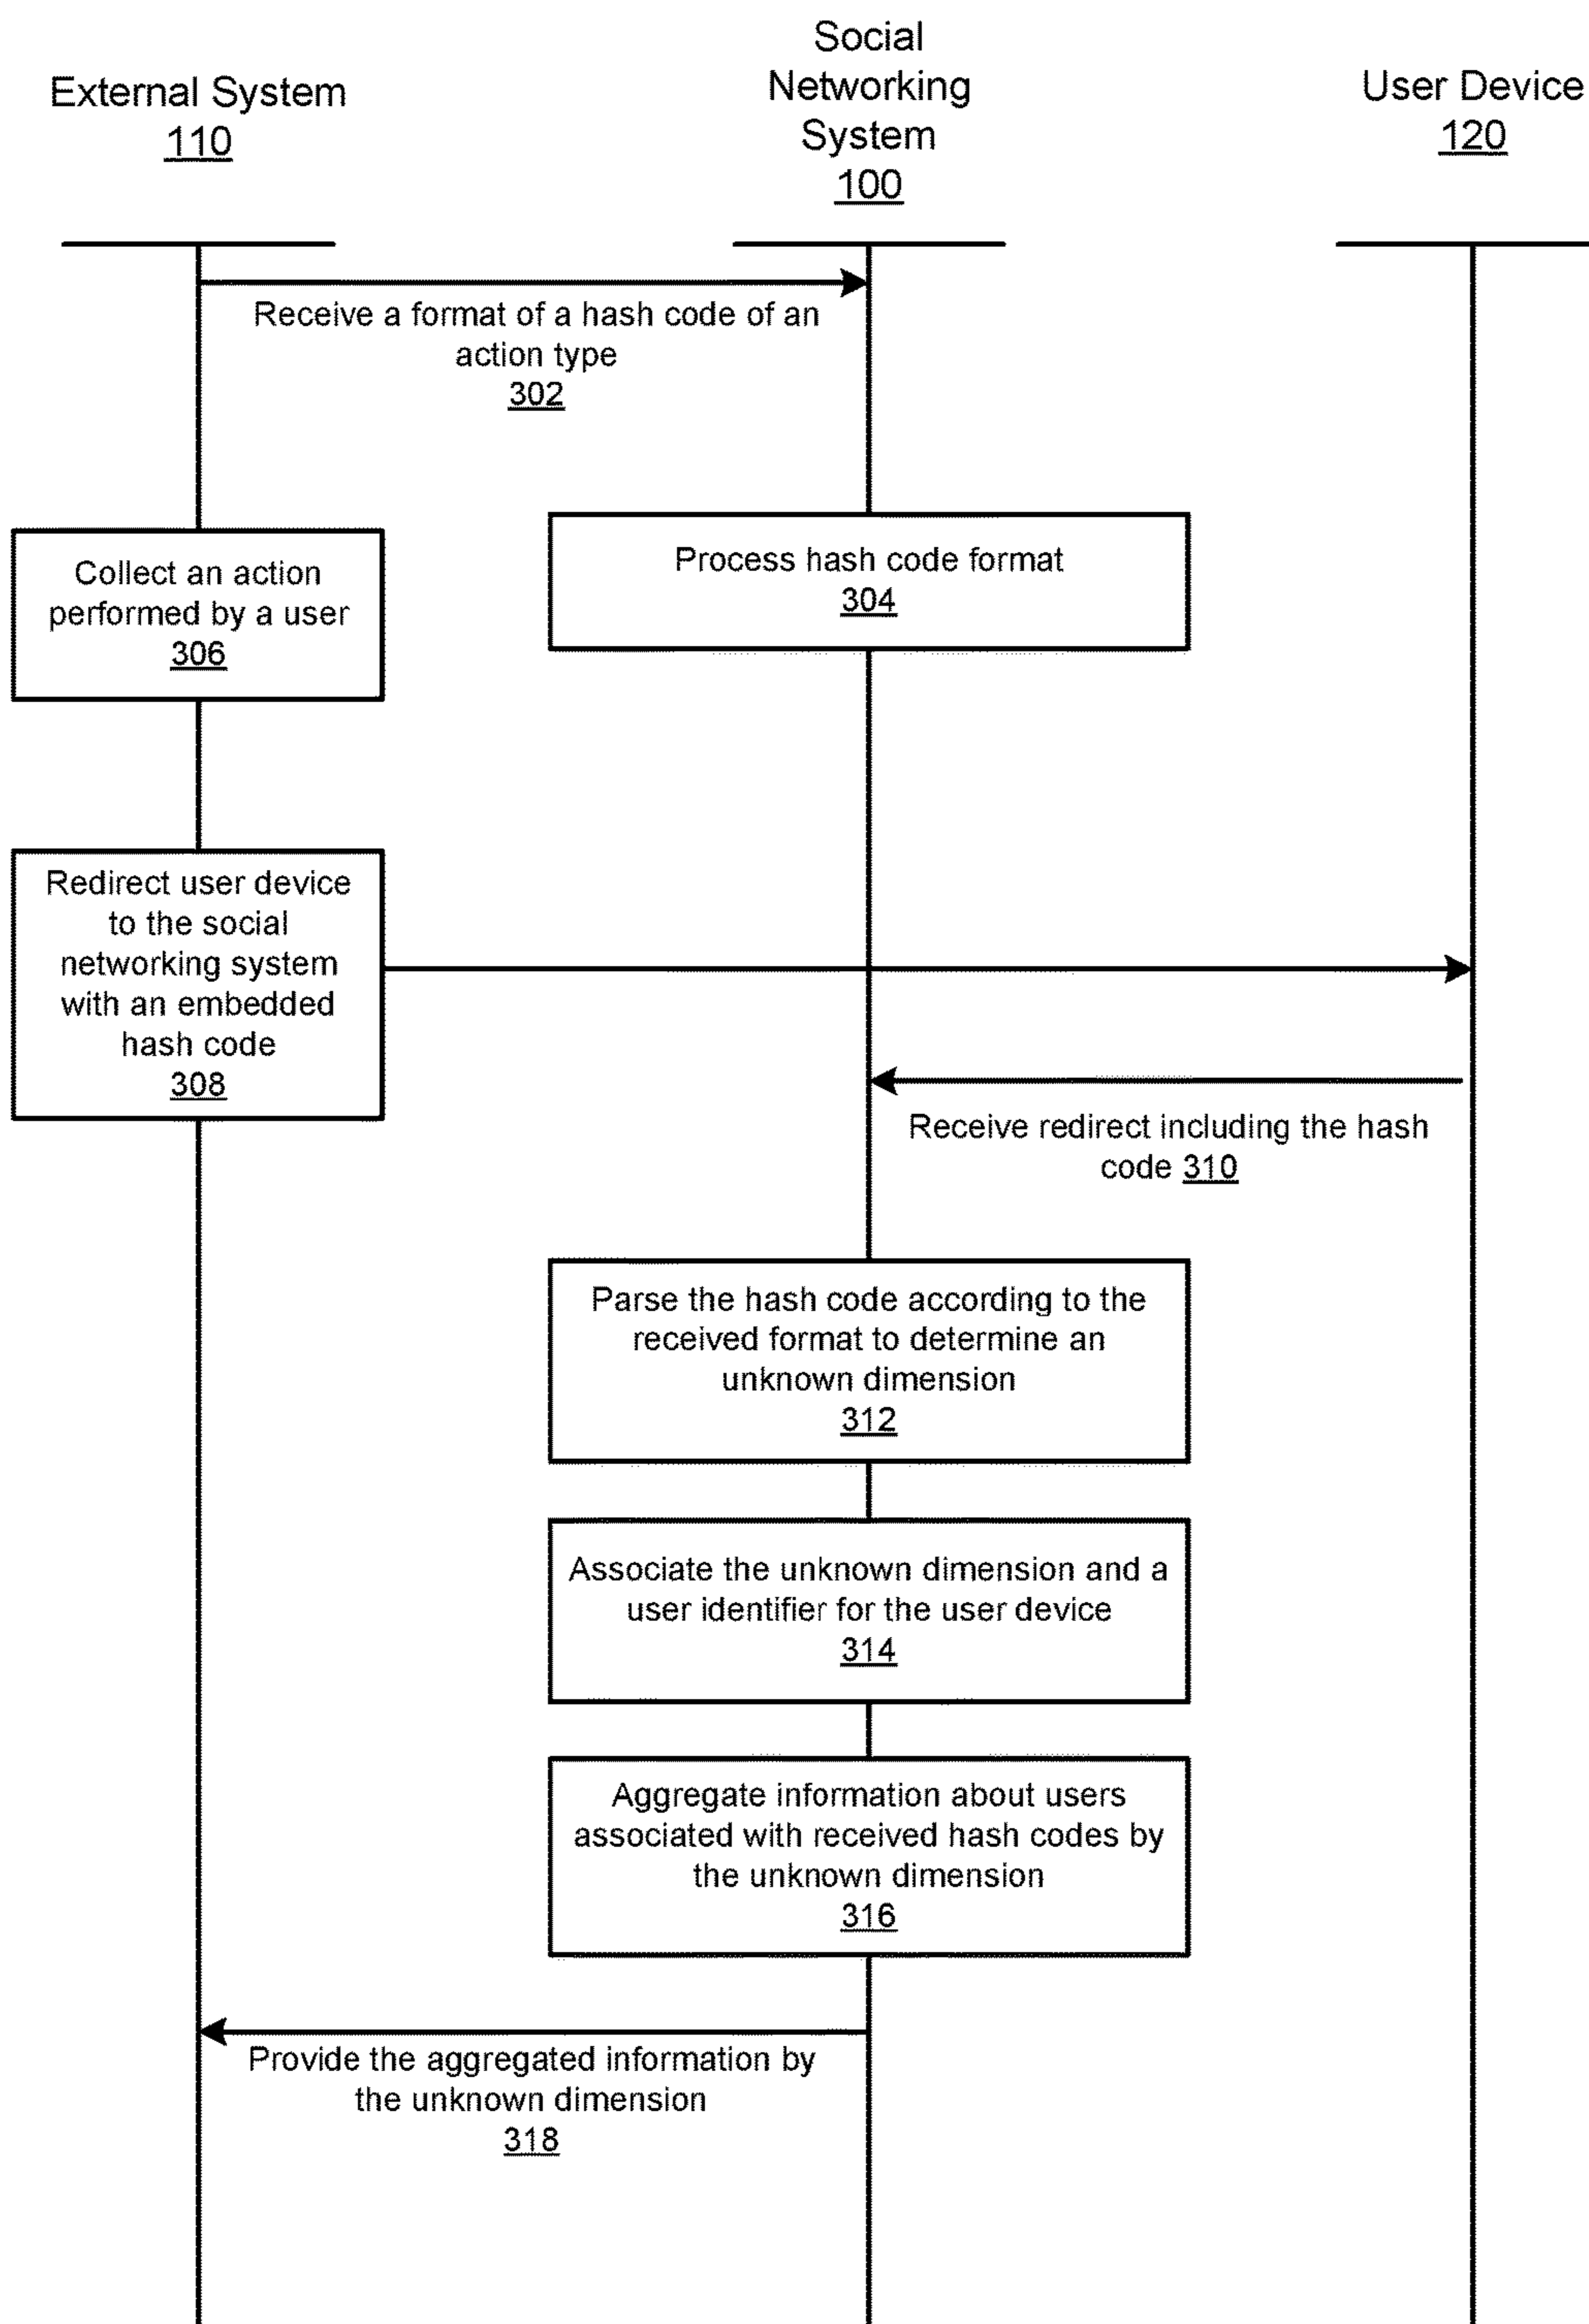 External System
110
Social
Networking
System
100
User Device
120
Receive a format of a hash code of an
action type
302
Collect an action
performed by a user
306
Process hash code format
304
Redirect user device
to the social
networking system
with an embedded
hash code
308
Receive redirect including the hash
code 310
Parse the hash code according to the
received format to determine an
unknown dimension
312
Associate the unknown dimension and a
user identifier for the user device
314
Aggregate information about users
associated with received hash codes by
the unknown dimension
316
Provide the aggregated information by
the unknown dimension
318